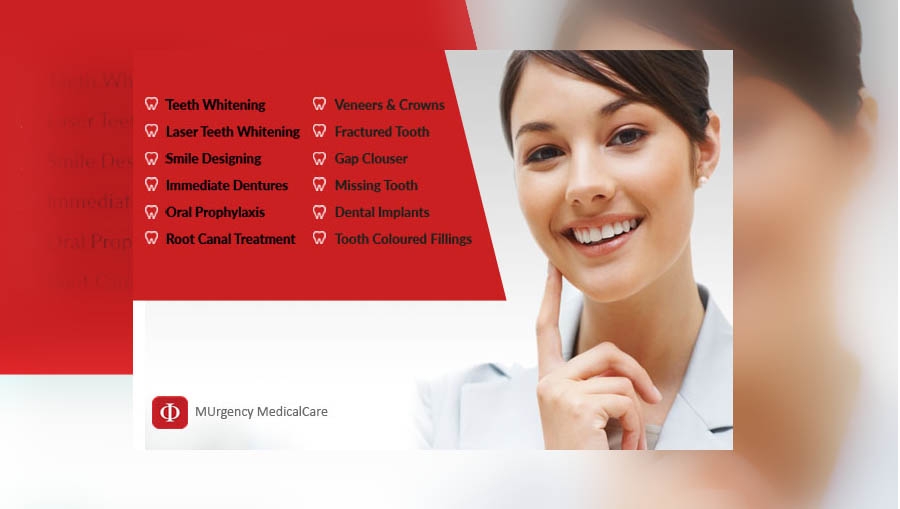 Teeth Whitening
Laser Teeth Whitening
Smile Designing
Immediate Dentures
Oral Prophylaxis
Root Canal Treatment
Veneers & Crowns
Fractured Tooth
Gap Clouser
Missing Tooth
Dental Implants
Tooth Coloured Fillings
MUrgency MedicalCare